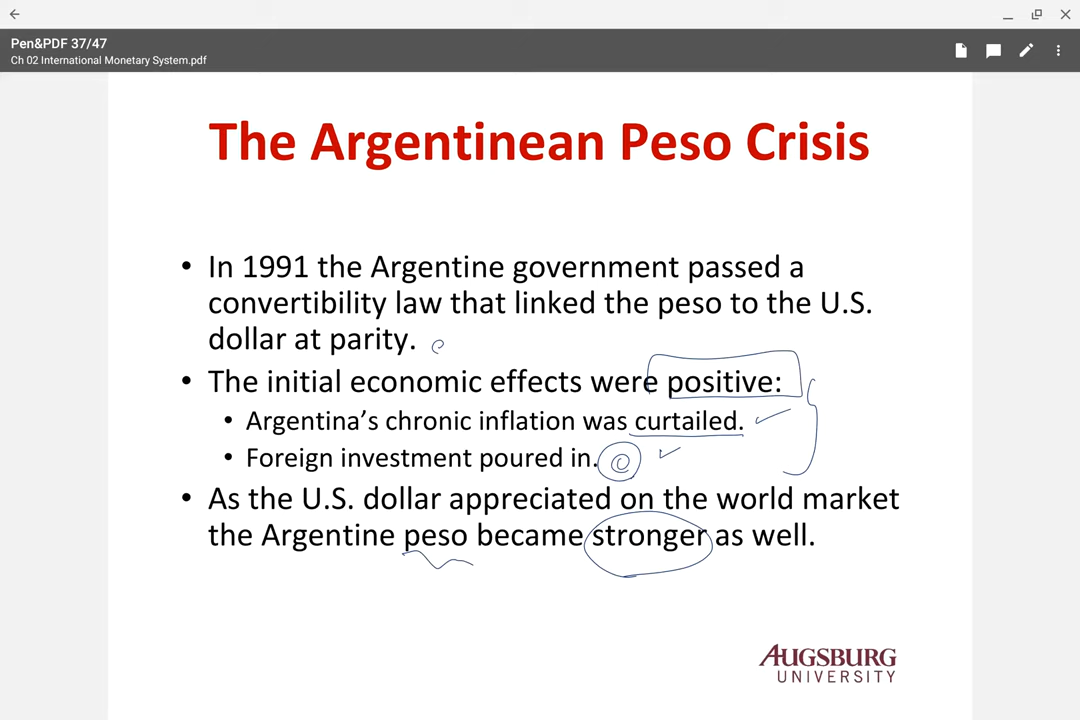 Pen&PDF 37/47
Ch 02 International Monetary System.pdf
The Argentinean Peso Crisis
• In 1991 the Argentine government passed a
convertibility law that linked the peso to the U.S.
dollar at parity.
• The initial economic effects were positive:
• Argentina's chronic inflation was curtailed.
• Foreign investment poured in.
• As the U.S. dollar appreciated on the world market
the Argentine peso became stronger as well.
AUGSBURG
UNIVERSITY